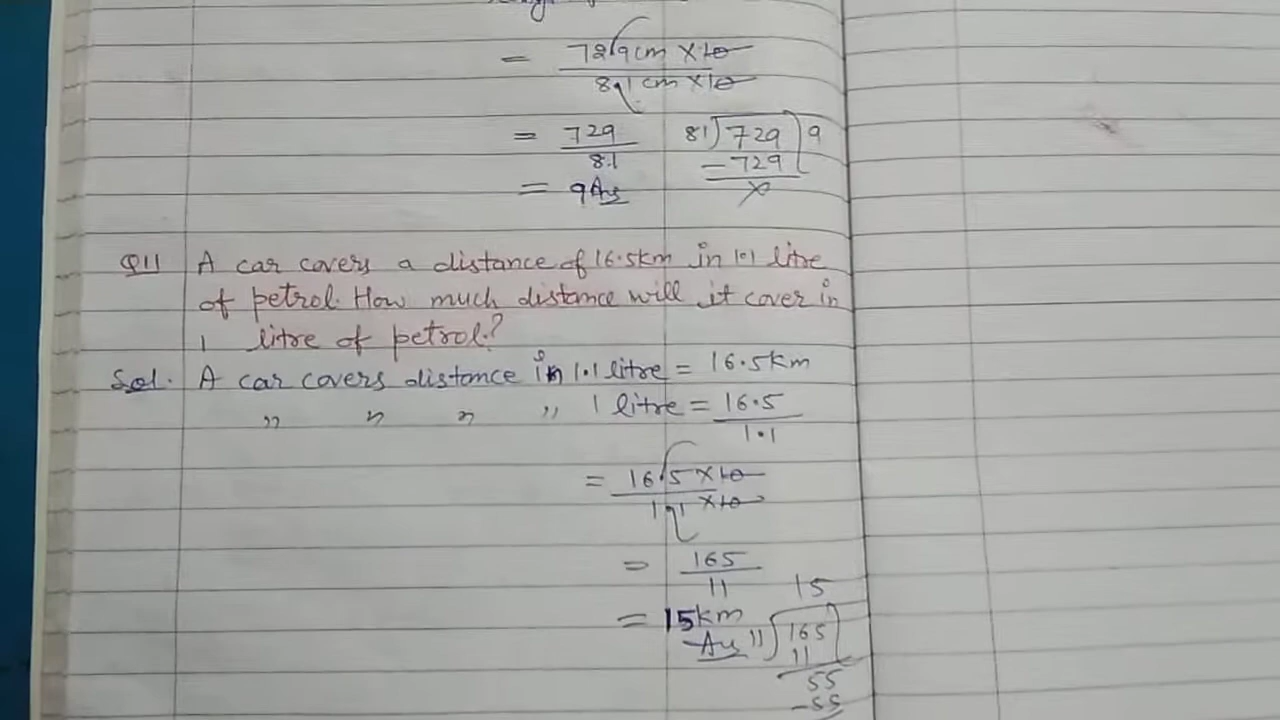 = 72.9cm ×10
8.1 cm ×10
= 729 81)729(9
81 -729
= 9 Ans ×
Q11 A car covers a distance of 16.5km in 1.1 litre
of petrol. How much distance will it cover in
1 litre of petrol.?
Sol. A car covers distance in 1.1 litre = 16.5km
" " " " 1 litre = 16.5
1.1
= 16.5 ×10
1.1 ×10
= 165
11 15
= 15km
Ans 11)165
11
55
-55